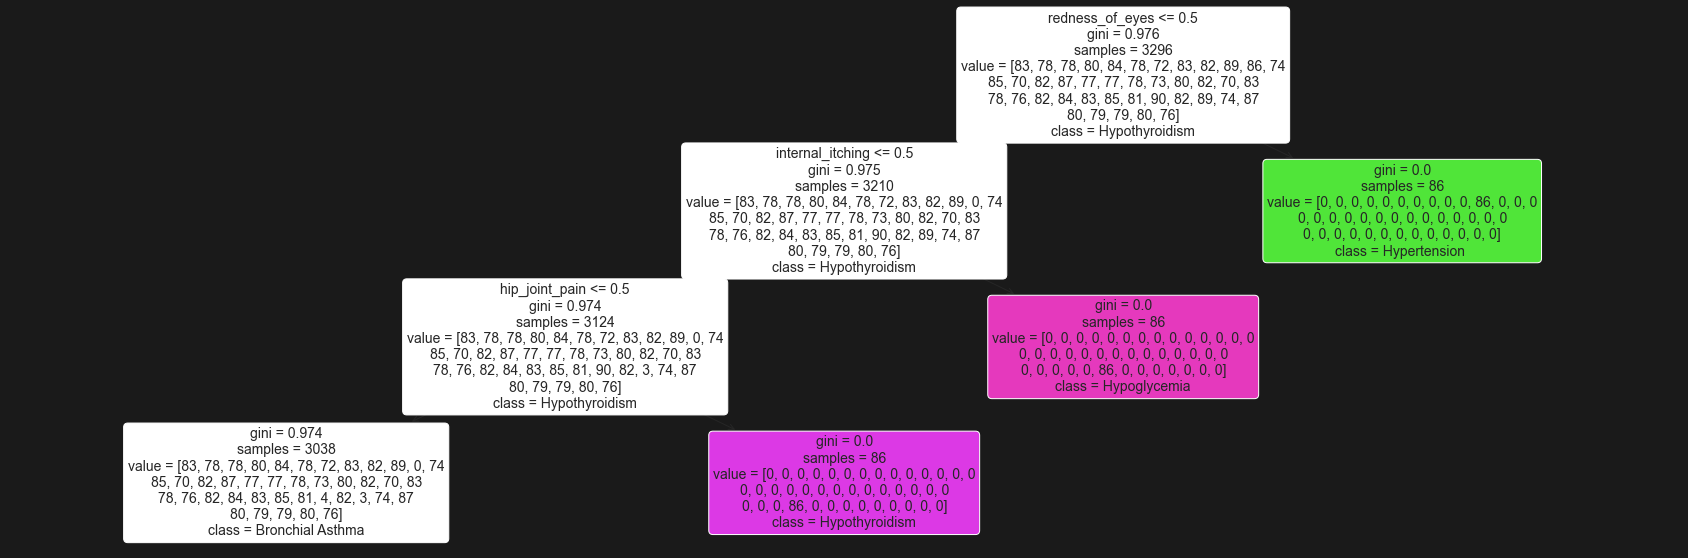 redness_of_eyes <= 0.5
gini = 0.976
samples = 3296
value = [83, 78, 78, 80, 84, 78, 72, 83, 82, 89, 86, 74
85, 70, 82, 87, 77, 77, 78, 73, 80, 82, 70, 83
78, 76, 82, 84, 83, 85, 81, 90, 82, 89, 74, 87
80, 79, 79, 80, 76]
class = Hypothyroidism
internal_itching <= 0.5
gini = 0.975
samples = 3210
value = [83, 78, 78, 80, 84, 78, 72, 83, 82, 89, 0, 74
85, 70, 82, 87, 77, 77, 78, 73, 80, 82, 70, 83
78, 76, 82, 84, 83, 85, 81, 90, 82, 89, 74, 87
80, 79, 79, 80, 76]
class = Hypothyroidism
gini = 0.0
samples = 86
value = [0, 0, 0, 0, 0, 0, 0, 0, 0, 0, 86, 0, 0, 0
0, 0, 0, 0, 0, 0, 0, 0, 0, 0, 0, 0, 0, 0
0, 0, 0, 0, 0, 0, 0, 0, 0, 0, 0, 0, 0]
class = Hypertension
hip_joint_pain <= 0.5
gini = 0.974
samples = 3124
value = [83, 78, 78, 80, 84, 78, 72, 83, 82, 89, 0, 74
85, 70, 82, 87, 77, 77, 78, 73, 80, 82, 70, 83
78, 76, 82, 84, 83, 85, 81, 90, 82, 3, 74, 87
80, 79, 79, 80, 76]
class = Hypothyroidism
gini = 0.0
samples = 86
value = [0, 0, 0, 0, 0, 0, 0, 0, 0, 0, 0, 0, 0, 0
0, 0, 0, 0, 0, 0, 0, 0, 0, 0, 0, 0, 0, 0
0, 0, 0, 0, 0, 86, 0, 0, 0, 0, 0, 0, 0]
class = Hypoglycemia
gini = 0.974
samples = 3038
value = [83, 78, 78, 80, 84, 78, 72, 83, 82, 89, 0, 74
85, 70, 82, 87, 77, 77, 78, 73, 80, 82, 70, 83
78, 76, 82, 84, 83, 85, 81, 4, 82, 3, 74, 87
80, 79, 79, 80, 76]
class = Bronchial Asthma
gini = 0.0
samples = 86
value = [0, 0, 0, 0, 0, 0, 0, 0, 0, 0, 0, 0, 0, 0
0, 0, 0, 0, 0, 0, 0, 0, 0, 0, 0, 0, 0, 0
0, 0, 0, 86, 0, 0, 0, 0, 0, 0, 0, 0, 0]
class = Hypothyroidism